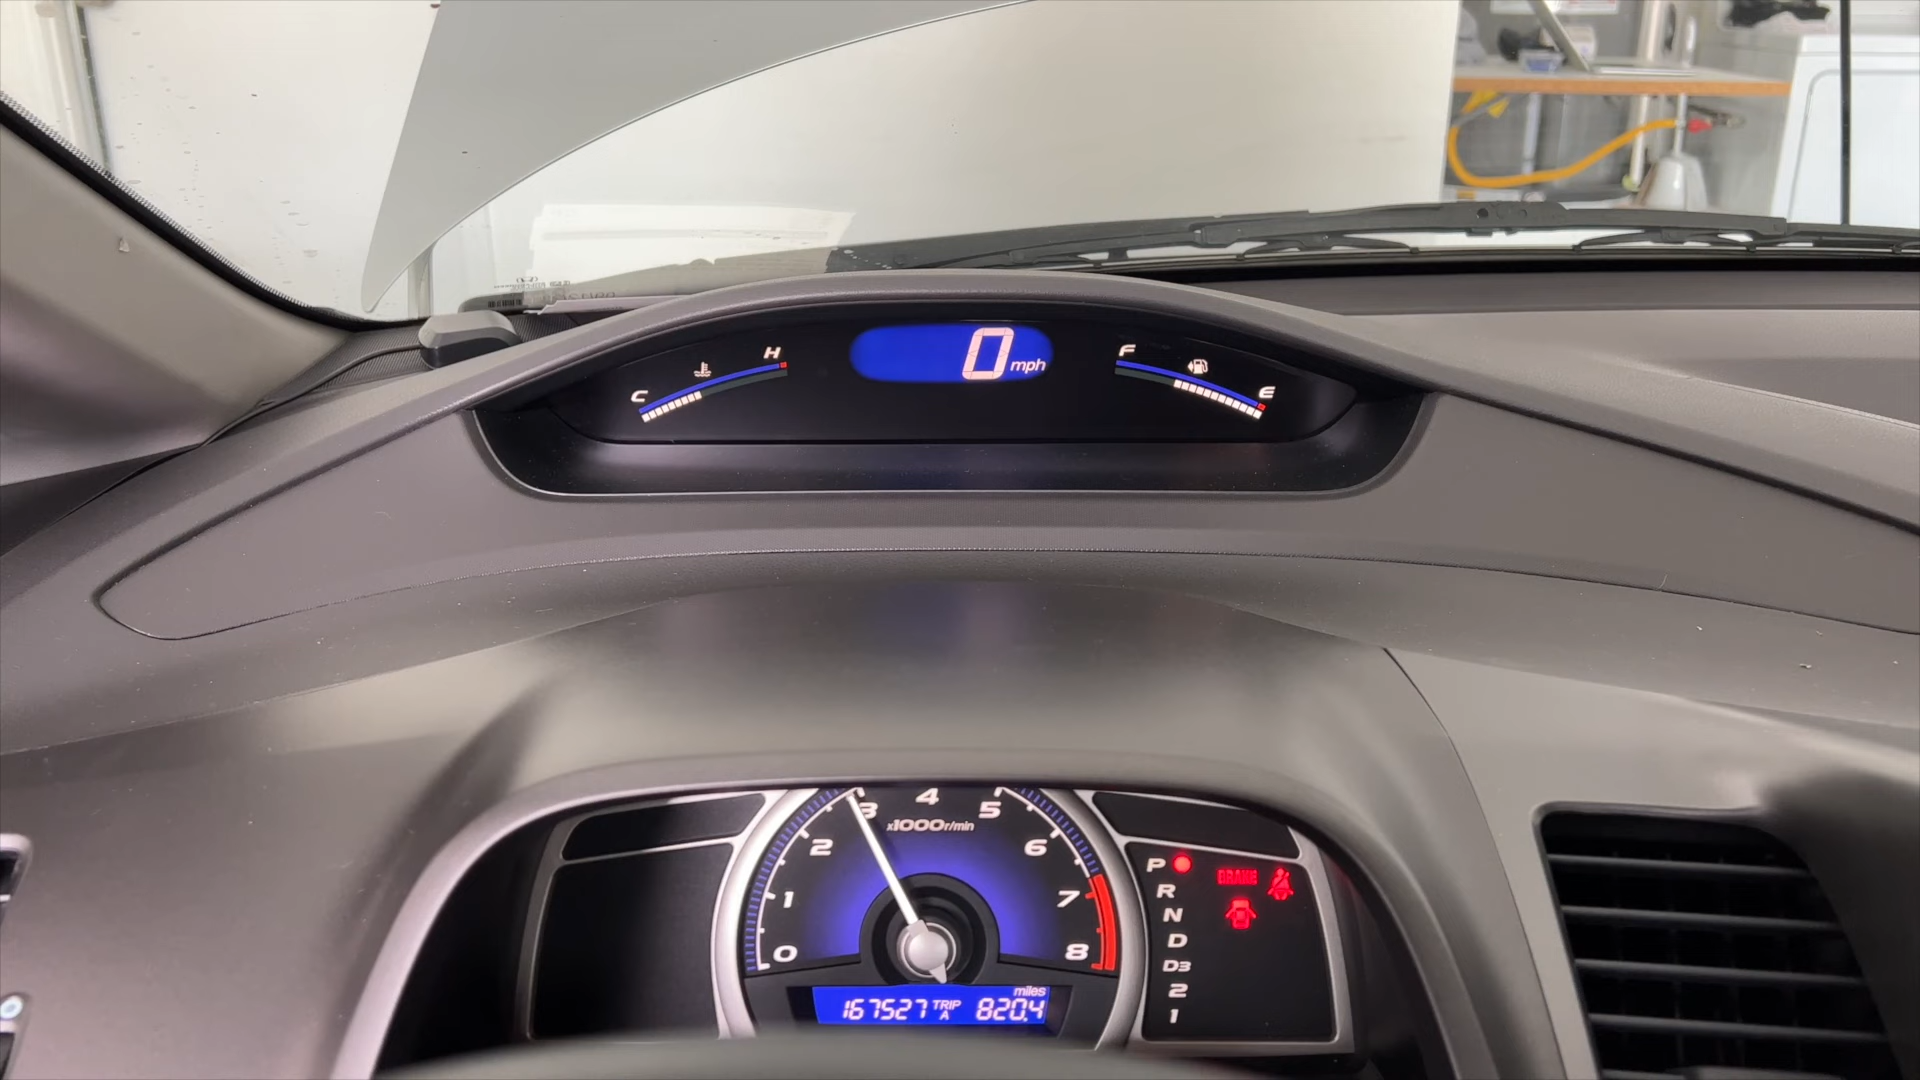 H
C
0 mph
F
E
3 4 5
x1000r/min
2 6
1 7
0 8
P BRAKE
R
N
D
D3
2
1
miles
167527 TRIP A 820.4